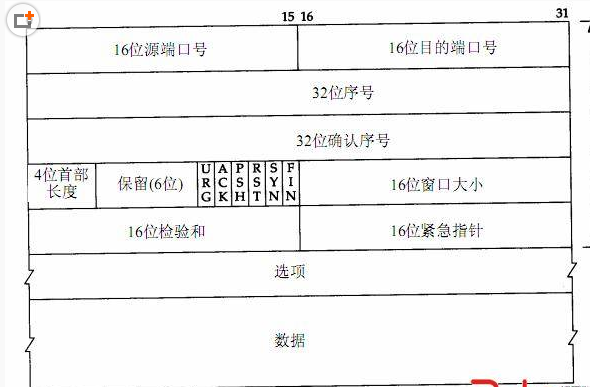 15 16 31
16位源端口号 16位目的端口号
32位序号
32位确认序号
4位首部长度 保留(6位) URG ACK PSH RST SYN FIN 16位窗口大小
16位检验和 16位紧急指针
选项
数据